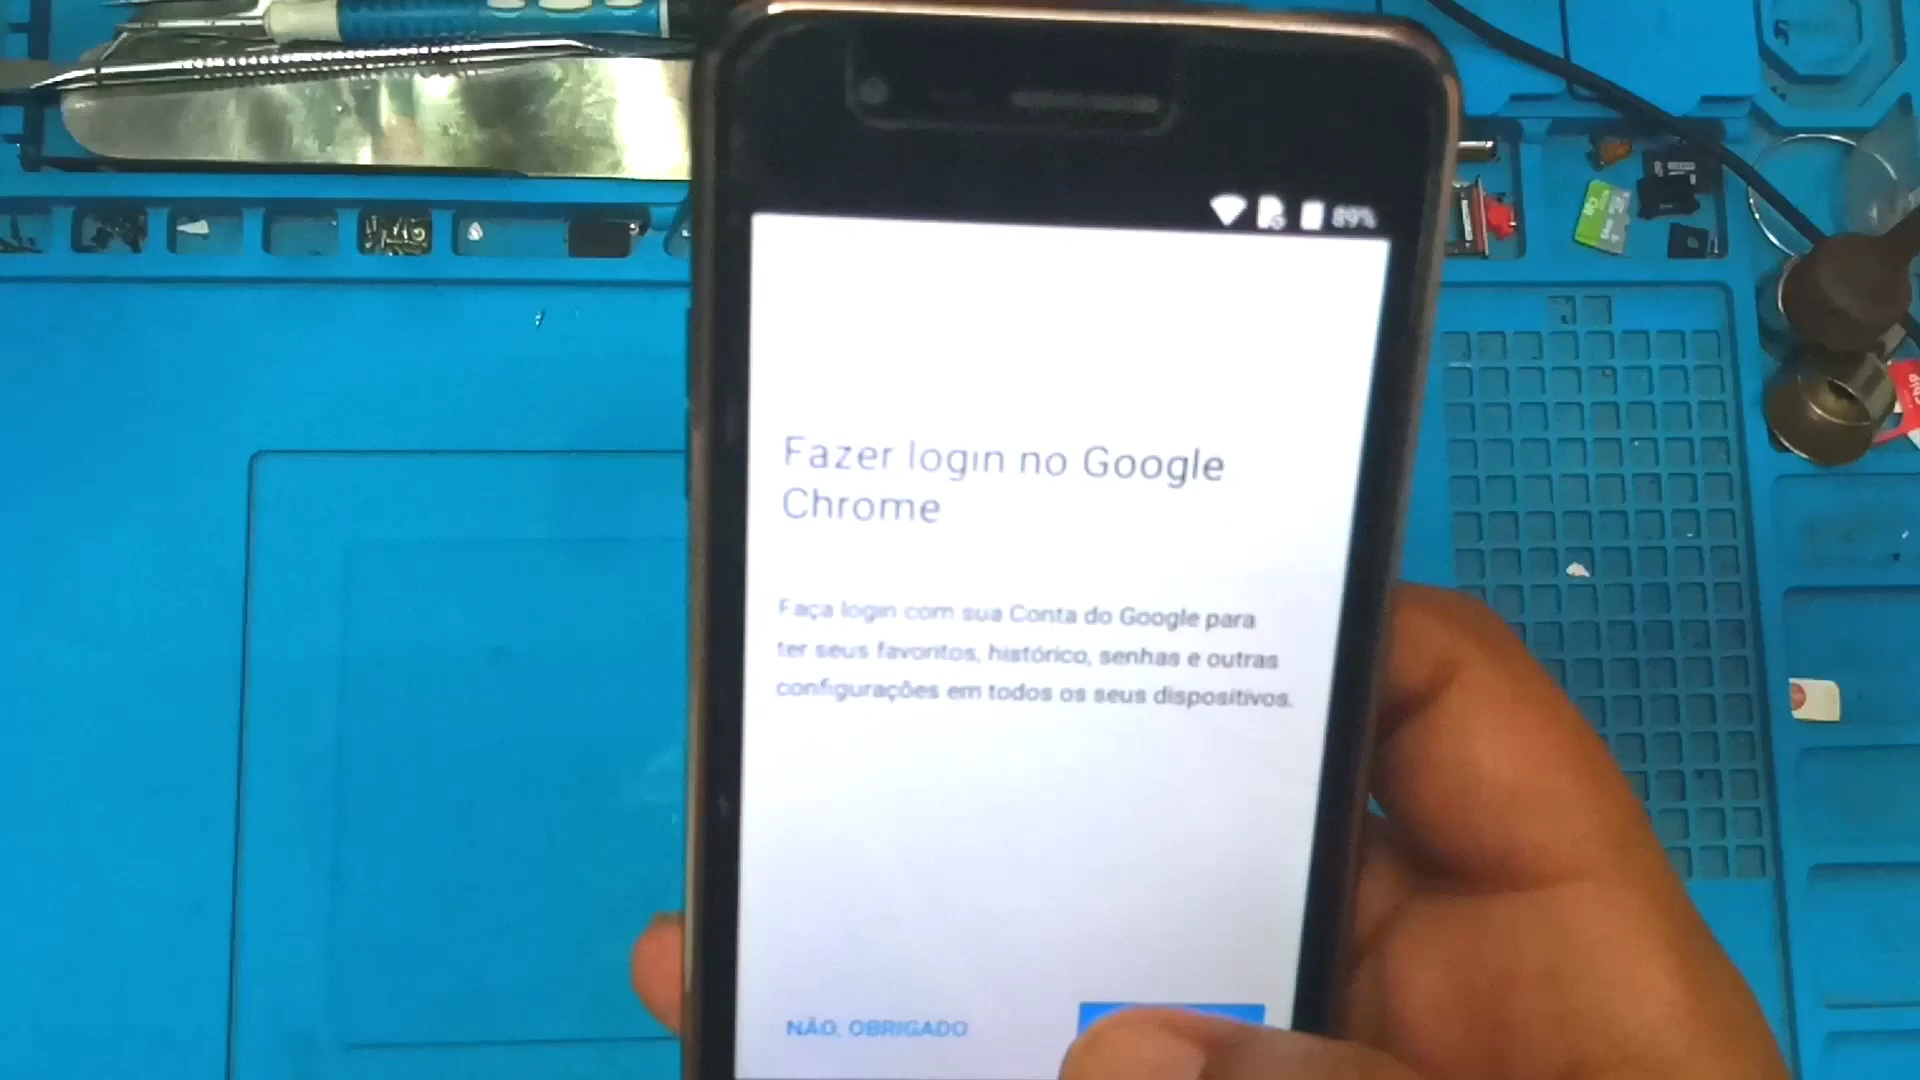 89%
Fazer login no Google
Chrome
Faça login com sua Conta do Google para
ter seus favoritos, histórico, senhas e outras
configurações em todos os seus dispositivos.
NÃO, OBRIGADO